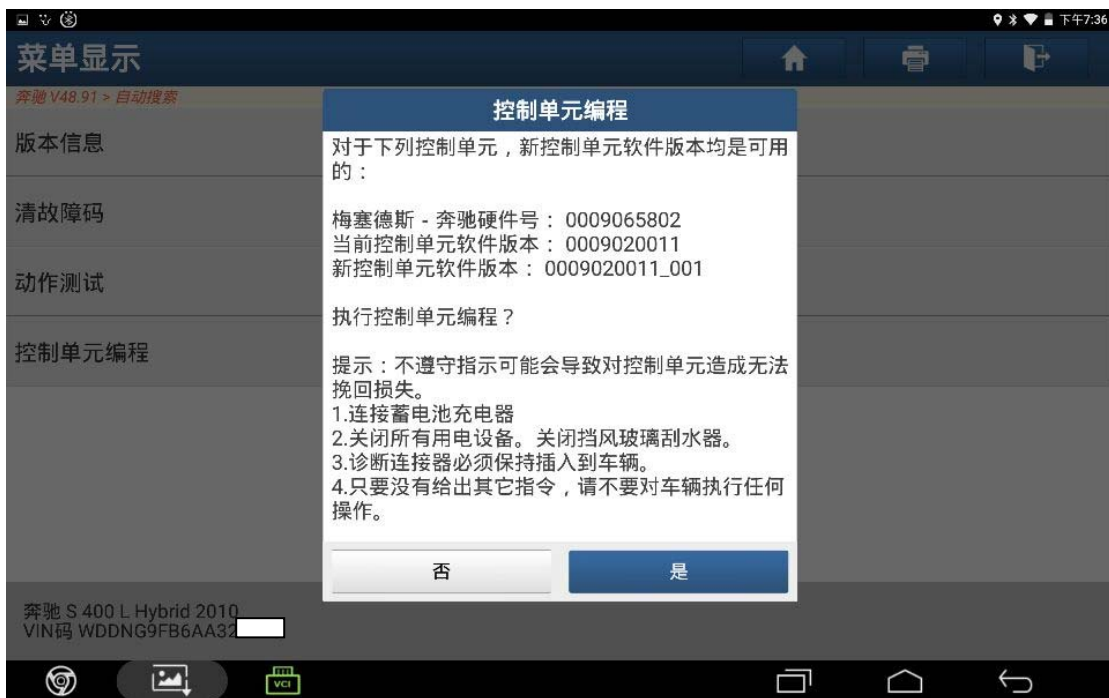 下午7:36
菜单显示
奔驰 V48.91 > 自动搜索
版本信息
清故障码
动作测试
控制单元编程
控制单元编程
对于下列控制单元，新控制单元软件版本均是可用
的：
梅塞德斯 - 奔驰硬件号： 0009065802
当前控制单元软件版本： 0009020011
新控制单元软件版本： 0009020011_001
执行控制单元编程？
提示：不遵守指示可能会导致对控制单元造成无法
挽回损失。
1.连接蓄电池充电器
2.关闭所有用电设备。关闭挡风玻璃刮水器。
3.诊断连接器必须保持插入到车辆。
4.只要没有给出其它指令，请不要对车辆执行任何
操作。
否
是
奔驰 S 400 L Hybrid 2010
VIN码 WDDNG9FB6AA32
VCI